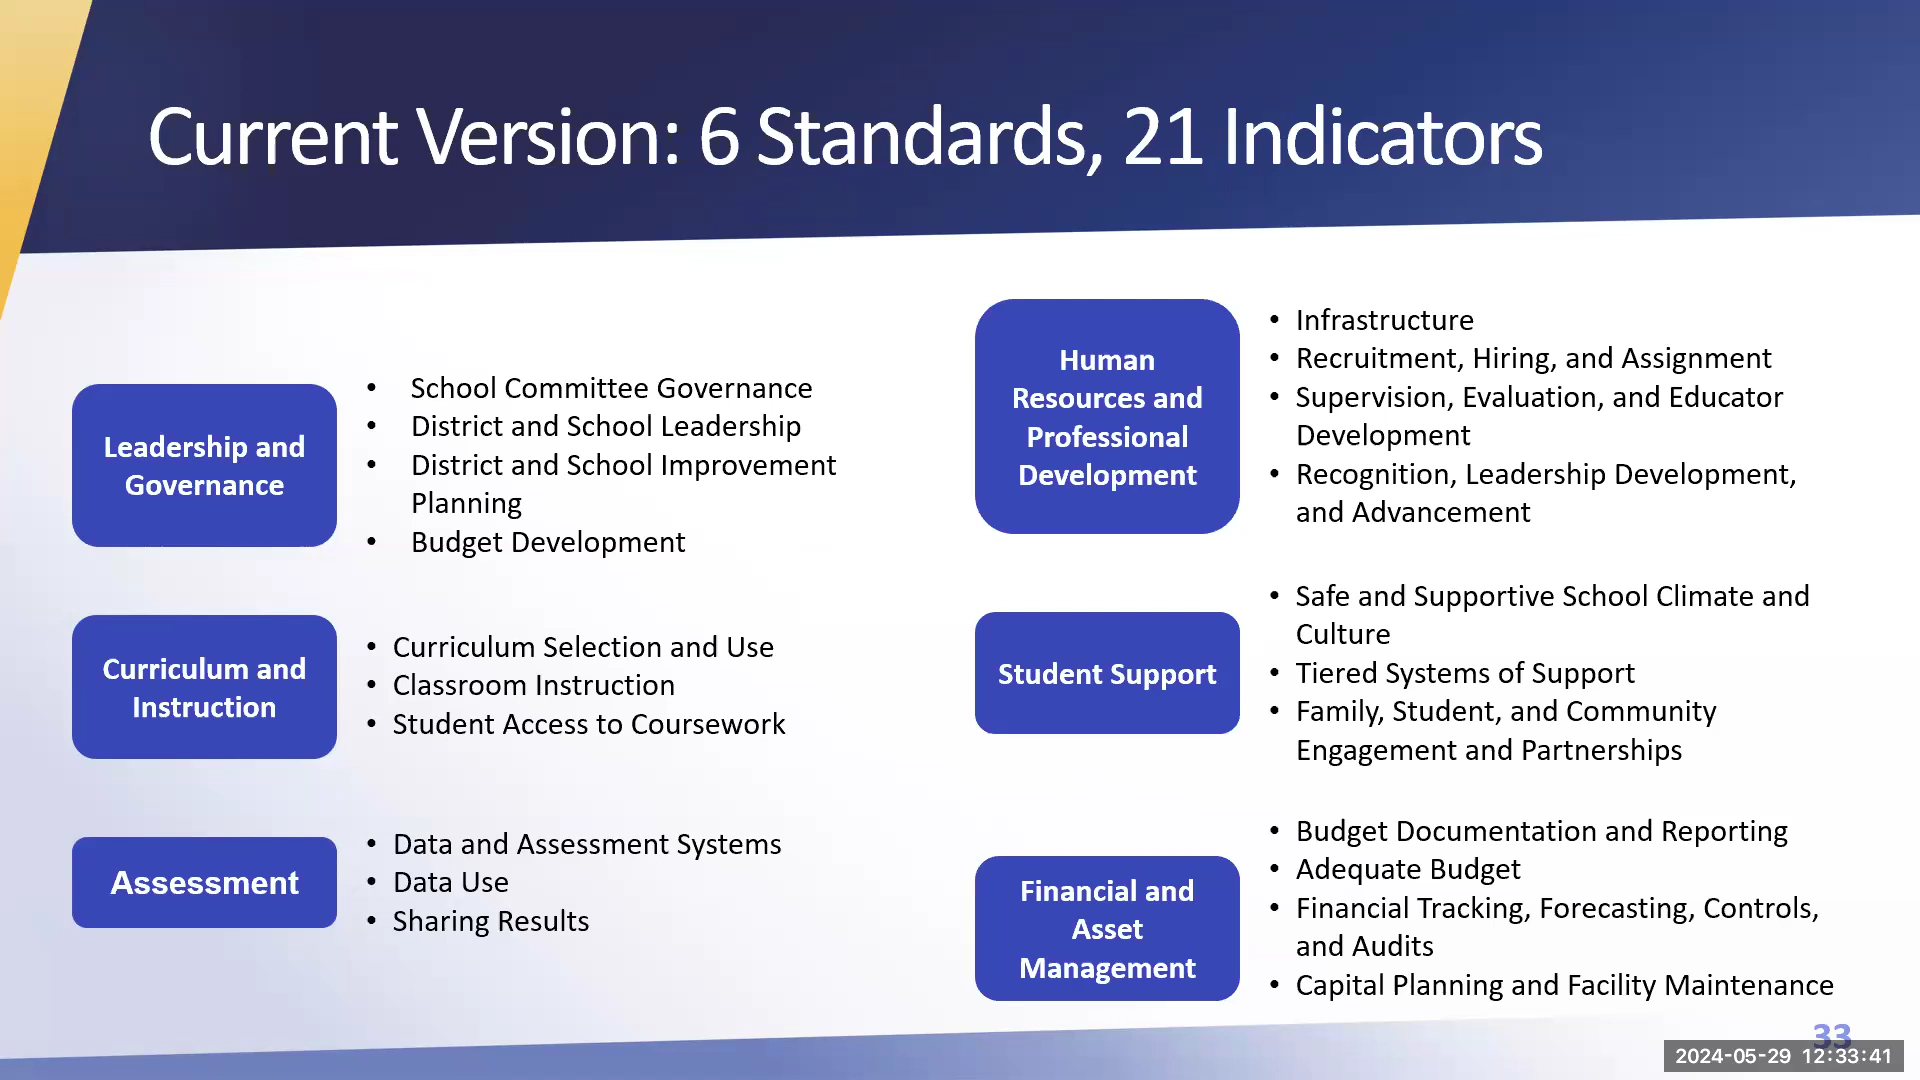 Current Version: 6 Standards, 21 Indicators
Leadership and
Governance
• School Committee Governance
• District and School Leadership
• District and School Improvement
Planning
• Budget Development
Curriculum and
Instruction
• Curriculum Selection and Use
• Classroom Instruction
• Student Access to Coursework
Assessment
• Data and Assessment Systems
• Data Use
• Sharing Results
Human
Resources and
Professional
Development
• Infrastructure
• Recruitment, Hiring, and Assignment
• Supervision, Evaluation, and Educator
Development
• Recognition, Leadership Development,
and Advancement
Student Support
• Safe and Supportive School Climate and
Culture
• Tiered Systems of Support
• Family, Student, and Community
Engagement and Partnerships
Financial and
Asset
Management
• Budget Documentation and Reporting
• Adequate Budget
• Financial Tracking, Forecasting, Controls,
and Audits
• Capital Planning and Facility Maintenance
33
2024-05-29 12:33:41